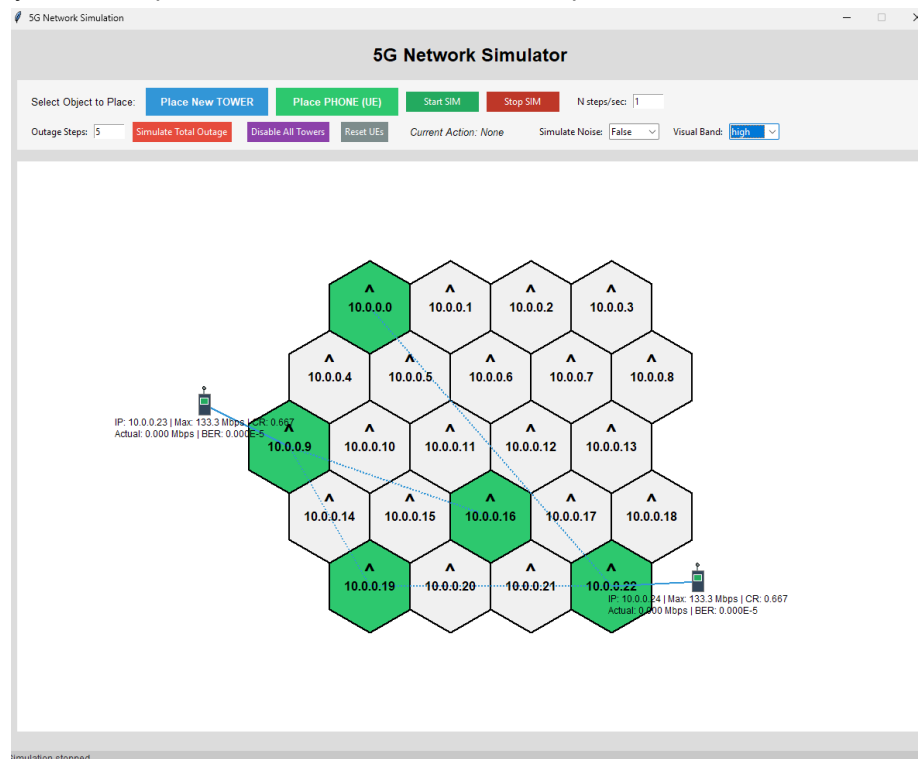 5G Network Simulation
5G Network Simulator
Select Object to Place: Place New TOWER Place PHONE (UE) Start SIM Stop SIM N steps/sec: 1
Outage Steps: 5 Simulate Total Outage Disable All Towers Reset UEs Current Action: None Simulate Noise: False Visual Band: high
^ ^ ^ ^
10.0.0.0 10.0.0.1 10.0.0.2 10.0.0.3
^ ^ ^ ^ ^
10.0.0.4 10.0.0.5 10.0.0.6 10.0.0.7 10.0.0.8
IP: 10.0.0.23 | Max: 133.3 Mbps | CR: 0.667
Actual: 0.000 Mbps | BER: 0.000E-5
^ ^ ^ ^ ^
10.0.0.9 10.0.0.10 10.0.0.11 10.0.0.12 10.0.0.13
^ ^ ^ ^ ^
10.0.0.14 10.0.0.15 10.0.0.16 10.0.0.17 10.0.0.18
^ ^ ^ ^
10.0.0.19 10.0.0.20 10.0.0.21 10.0.0.22
IP: 10.0.0.24 | Max: 133.3 Mbps | CR: 0.667
Actual: 0.000 Mbps | BER: 0.000E-5
Simulation stopped